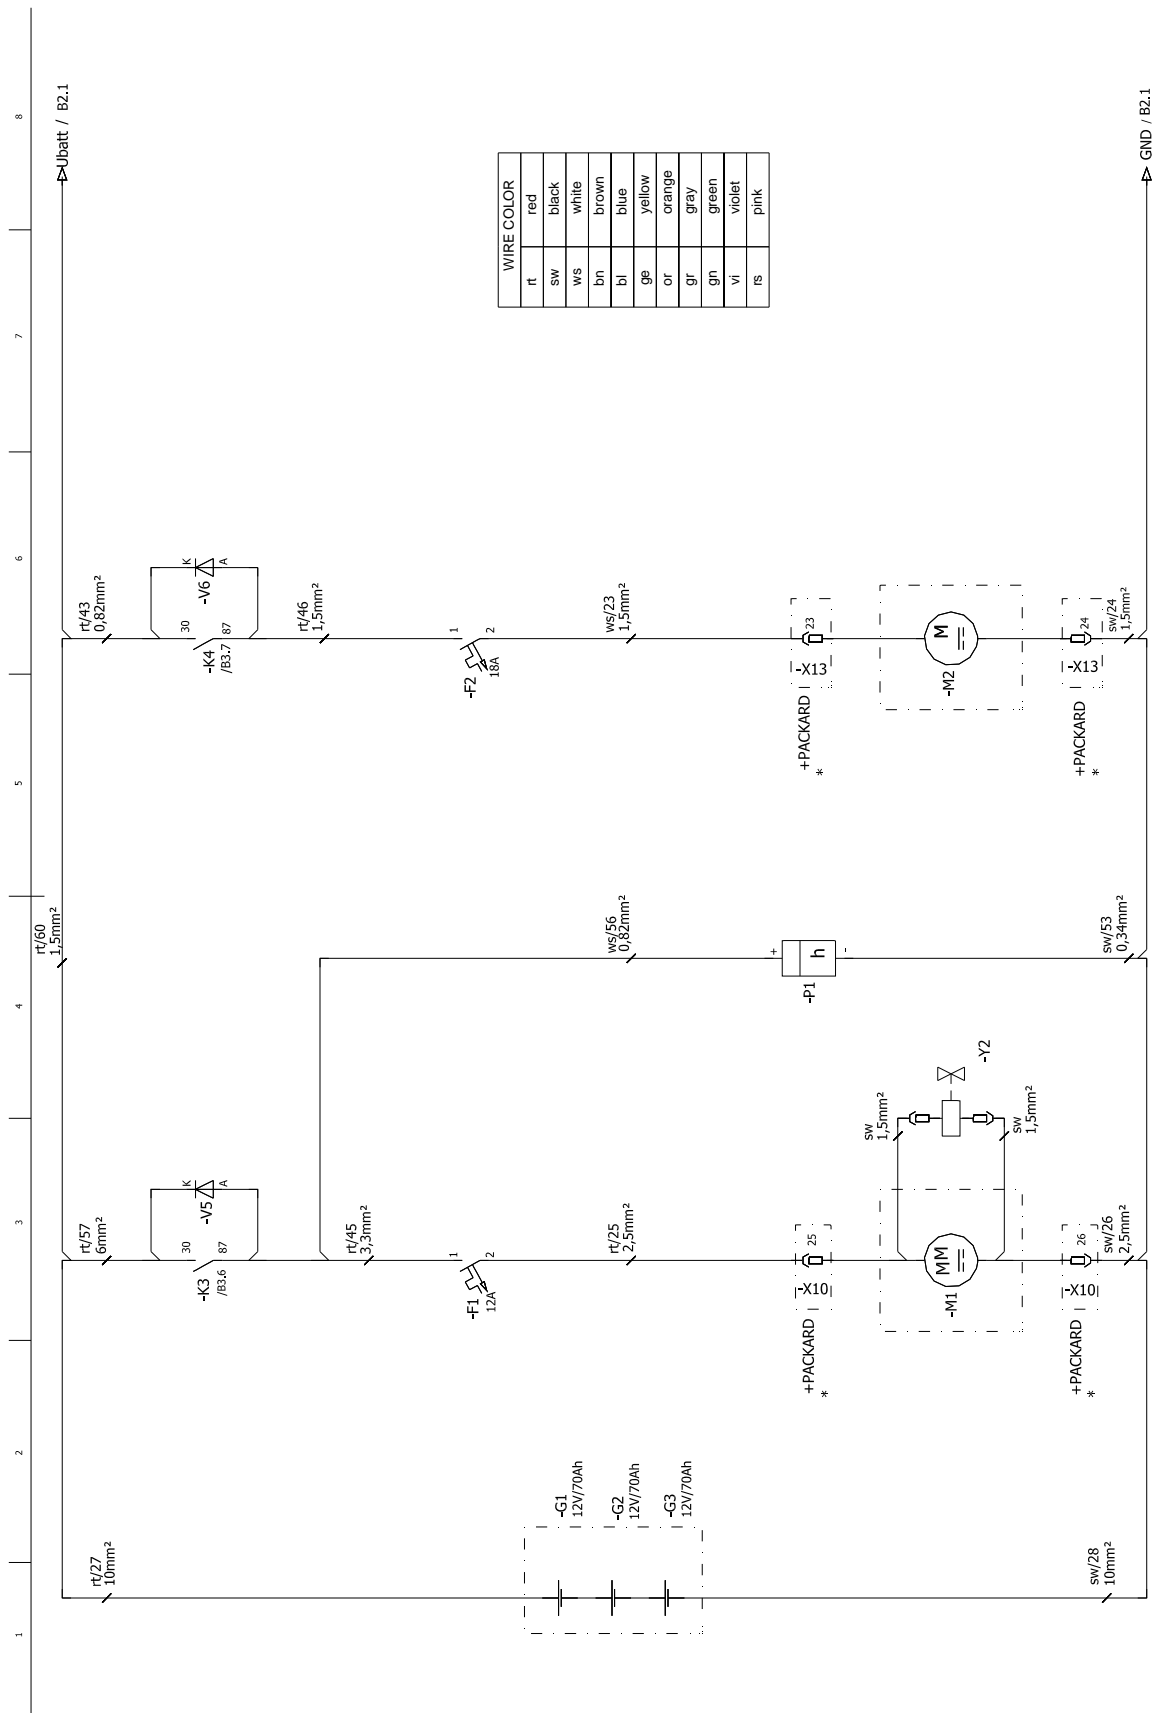 1
2
3
4
5
6
7
8
rt/27
10mm²
-G1
12V/70Ah
-G2
12V/70Ah
-G3
12V/70Ah
sw/28
10mm²
rt/57
6mm²
-K3
/B3.6
30
87
-V5
K
A
rt/45
3,3mm²
-F1
12A
1
2
rt/25
2,5mm²
+PACKARD
*
-X10
25
-M1
MM
sw
1,5mm²
sw
1,5mm²
-Y2
+PACKARD
*
-X10
26
sw/26
2,5mm²
rt/60
1,5mm²
ws/56
0,82mm²
-P1
+
h
-
sw/53
0,34mm²
rt/43
0,82mm²
-K4
/B3.7
30
87
-V6
K
A
rt/46
1,5mm²
-F2
18A
1
2
ws/23
1,5mm²
+PACKARD
*
-X13
23
-M2
M
+PACKARD
*
-X13
24
sw/24
1,5mm²
WIRE COLOR
rt red
sw black
ws white
bn brown
bl blue
ge yellow
or orange
gr gray
gn green
vi violet
rs pink
Ubatt / B2.1
GND / B2.1